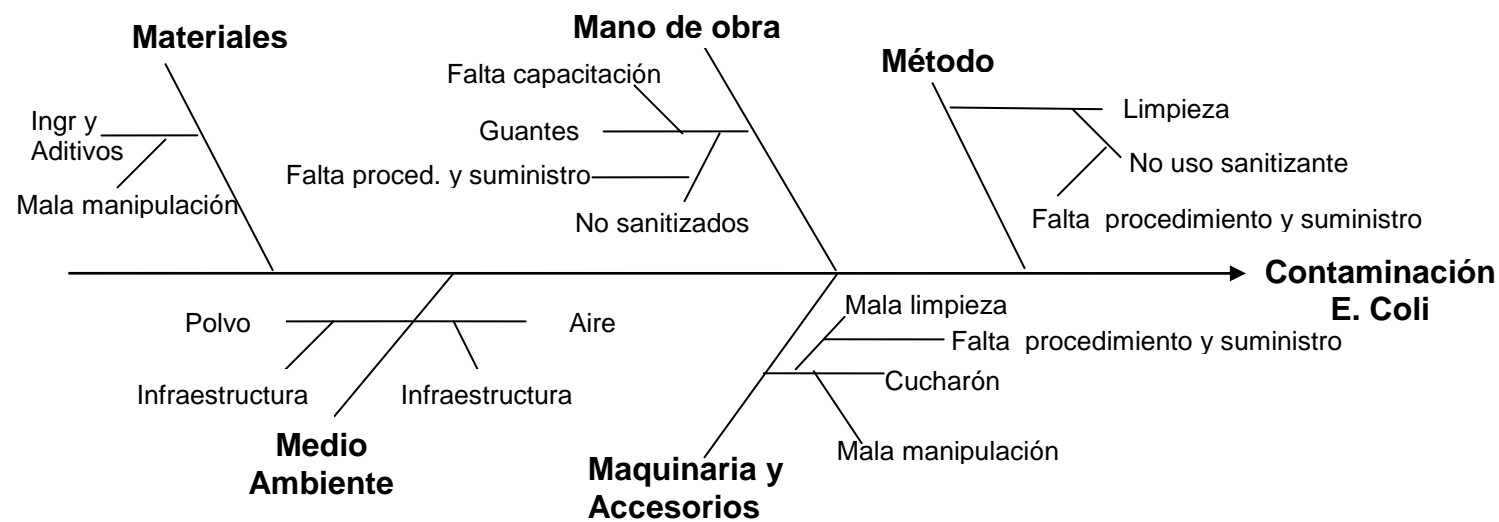 Materiales
Mano de obra
Método
Falta capacitación
Ingr y
Aditivos
Guantes
Limpieza
Falta proced. y suministro
No uso sanitizante
Mala manipulación
No sanitizados
Falta  procedimiento y suministro
Contaminación
E. Coli
Polvo
Aire
Mala limpieza
Falta  procedimiento y suministro
Infraestructura
Infraestructura
Cucharón
Mala manipulación
Medio
Ambiente
Maquinaria y
Accesorios